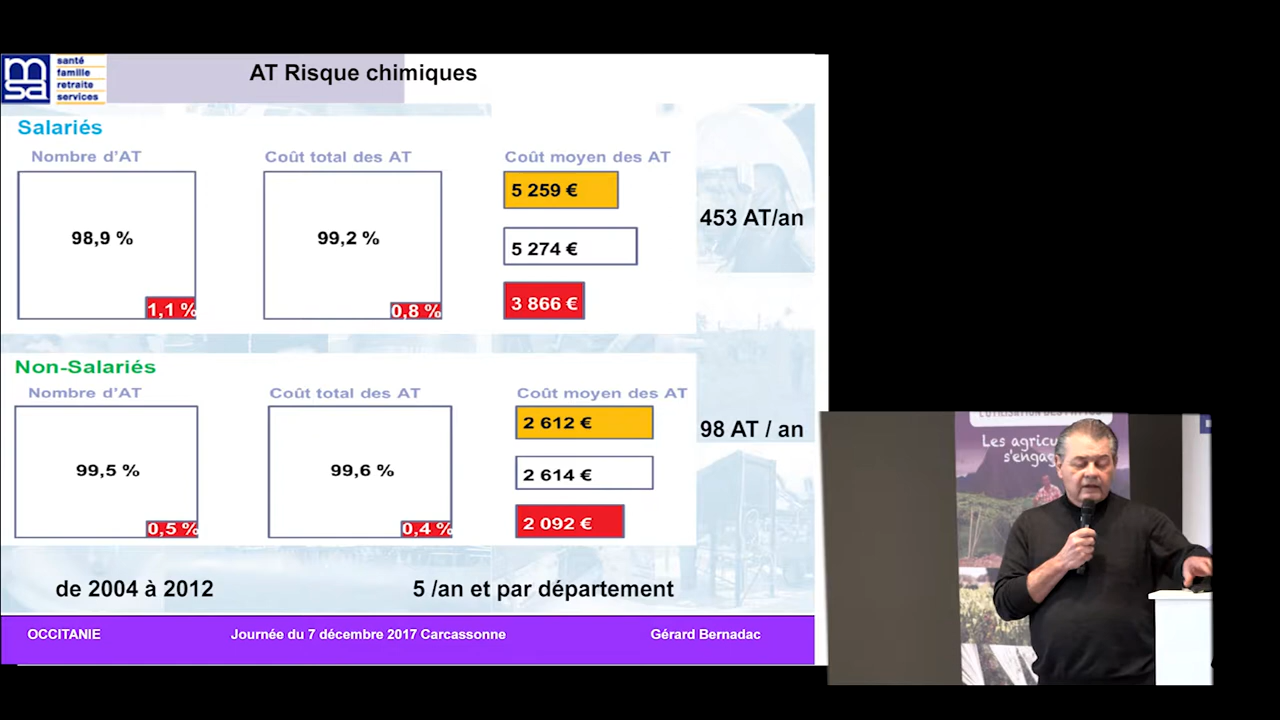 msa
santé
famille
retraite
services
AT Risque chimiques
Salariés
Nombre d'AT
Coût total des AT
Coût moyen des AT
98,9 %
1,1 %
99,2 %
0,8 %
5 259 €
5 274 €
3 866 €
453 AT/an
Non-Salariés
Nombre d'AT
Coût total des AT
Coût moyen des AT
99,5 %
0,5 %
99,6 %
0,4 %
2 612 €
2 614 €
2 092 €
98 AT / an
de 2004 à 2012
5 /an et par département
OCCITANIE
Journée du 7 décembre 2017 Carcassonne
Gérard Bernadac
Les
s'engag